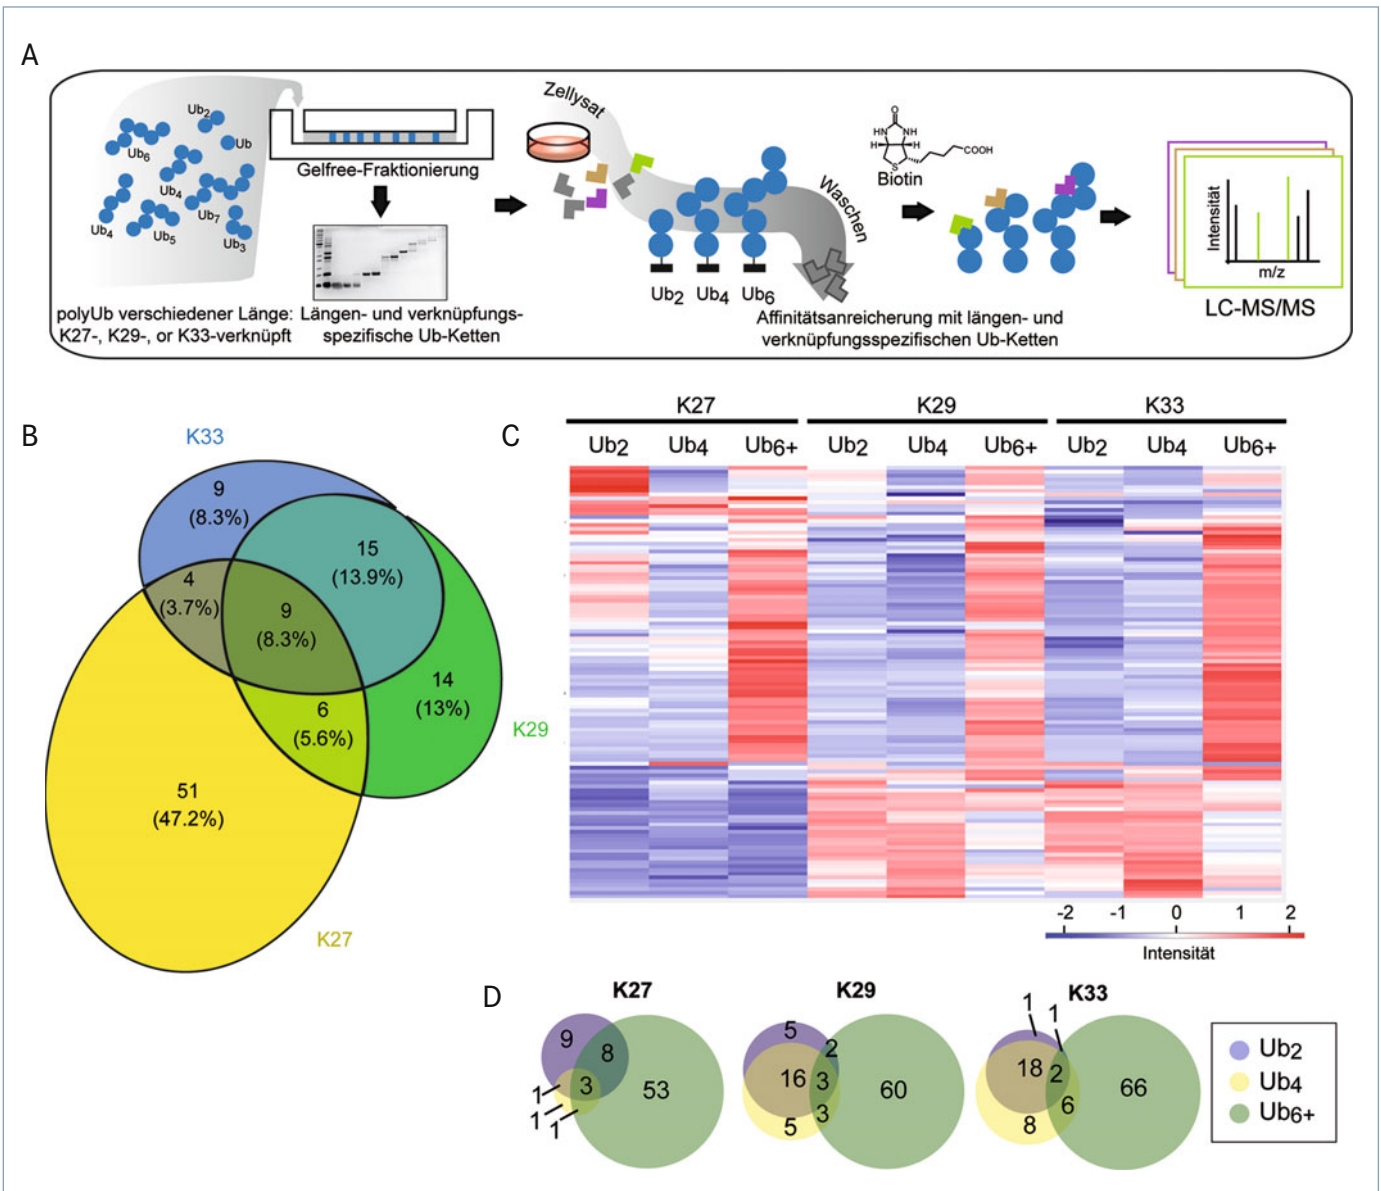 A
Ub6
Ub2
Ub
Ub4
Ub7
Ub4
Ub5
Ub3
polyUb verschiedener Länge:
K27-, K29-, or K33-verknüpft
Gelfree-Fraktionierung
Längen- und verknüpfungs-
spezifische Ub-Ketten
Zellysat
Waschen
Ub2 Ub4 Ub6
Affinitätsanreicherung mit längen- und
verknüpfungsspezifischen Ub-Ketten
O
HN NH
H H
S
COOH
Biotin
Intensität
m/z
LC-MS/MS
B
K33
9
(8.3%)
15
(13.9%)
4
(3.7%)
9
(8.3%)
14
(13%)
6
(5.6%)
51
(47.2%)
K29
K27
C
K27 K29 K33
Ub2 Ub4 Ub6+ Ub2 Ub4 Ub6+ Ub2 Ub4 Ub6+
-2 -1 0 1 2
Intensität
D
K27
9
8
3
53
1
1
1
K29
5
2
16
3
60
3
5
K33
1
1
18
2
66
6
8
Ub2
Ub4
Ub6+